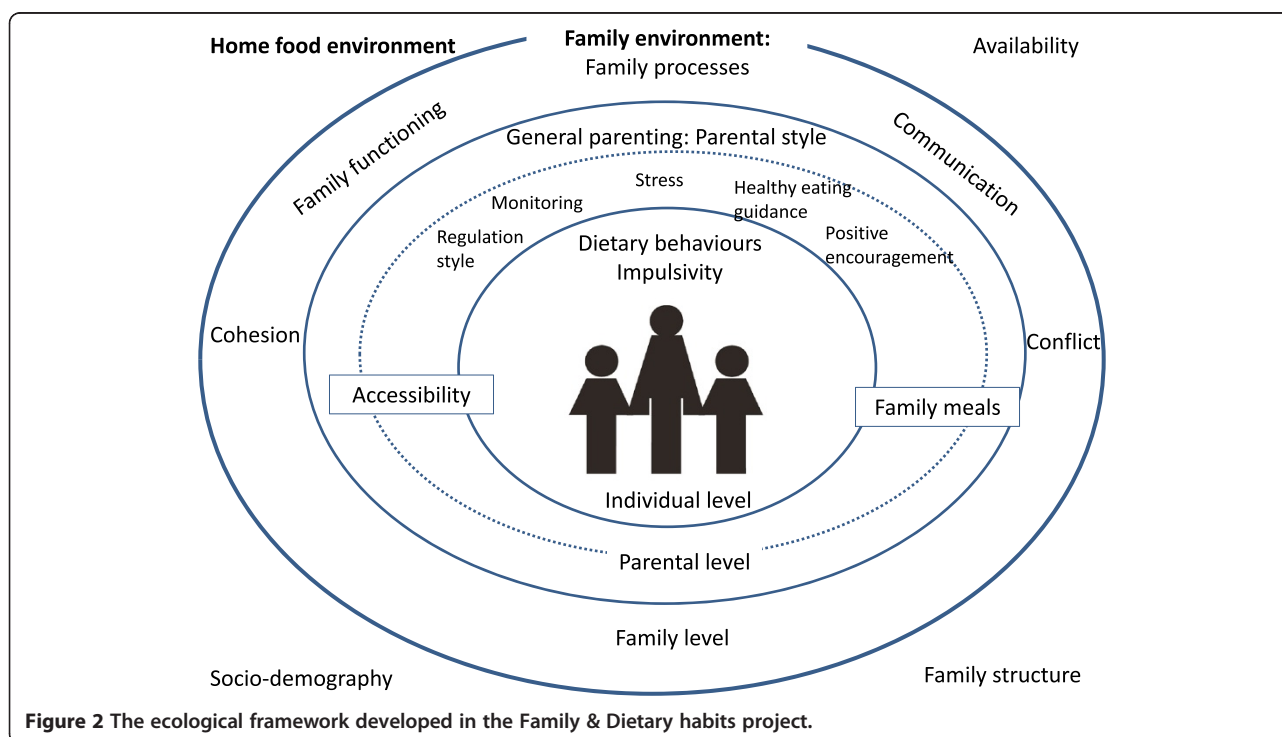 Home food environment
Family environment:
Availability
Family processes
Family functioning
Communication
General parenting: Parental style
Stress
Monitoring
Healthy eating
guidance
Regulation
style
Positive
encouragement
Dietary behaviours
Impulsivity
Cohesion
Conflict
Accessibility
Family meals
Individual level
Parental level
Family level
Socio-demography
Family structure
Figure 2 The ecological framework developed in the Family & Dietary habits project.